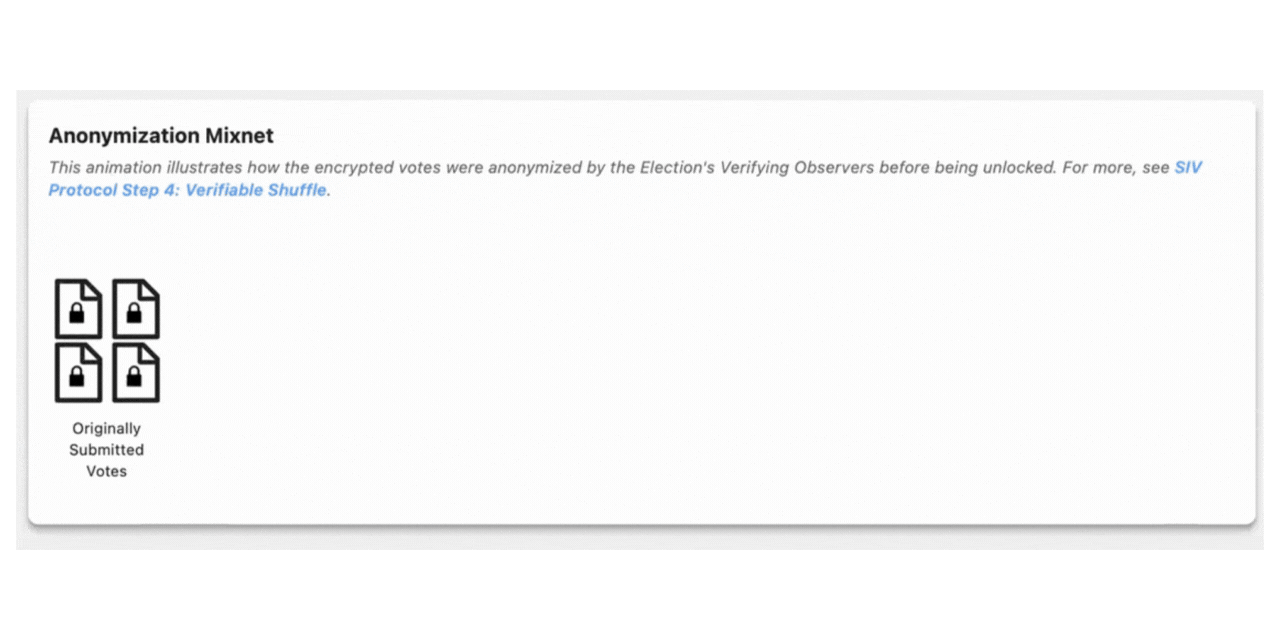 Anonymization Mixnet
This animation illustrates how the encrypted votes were anonymized by the Election's Verifying Observers before being unlocked. For more, see SIV
Protocol Step 4: Verifiable Shuffle.
Originally
Submitted
Votes